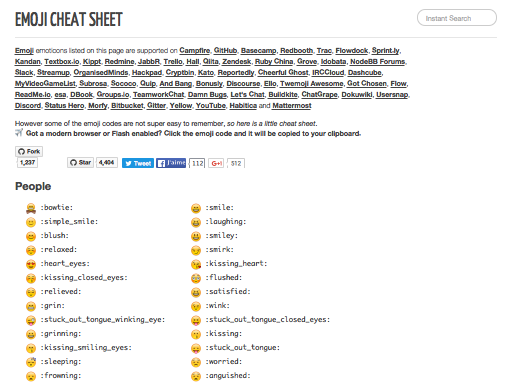 EMOJI CHEAT SHEET
Instant Search
Emoji emoticons listed on this page are supported on Campfire, GitHub, Basecamp, Redbooth, Trac, Flowdock, Sprint.ly,
Kandan, Textbox.io, Kippt, Redmine, JabbR, Trello, Hall, Qiita, Zendesk, Ruby China, Grove, Idobata, NodeBB Forums,
Slack, Streamup, OrganisedMinds, Hackpad, Cryptbin, Kato, Reportedly, Cheerful Ghost, IRCCloud, Dashcube,
MyVideoGameList, Subrosa, Sococo, Quip, And Bang, Bonusly, Discourse, Ello, Twemoji Awesome, Got Chosen, Flow,
ReadMe.io, esa, DBook, Groups.io, TeamworkChat, Damn Bugs, Let's Chat, Buildkite, ChatGrape, Dokuwiki, Usersnap,
Discord, Status Hero, Morfy, Bitbucket, Gitter, Yellow, YouTube, Habitica and Mattermost
However some of the emoji codes are not super easy to remember, so here is a little cheat sheet.
Got a modern browser or Flash enabled? Click the emoji code and it will be copied to your clipboard.
Fork
1,237 Star 4,404 Tweet J'aime 112 G+1 512
People
:bowtie: :smile:
:simple_smile: :laughing:
:blush: :smiley:
:relaxed: :smirk:
:heart_eyes: :kissing_heart:
:kissing_closed_eyes: :flushed:
:relieved: :satisfied:
:grin: :wink:
:stuck_out_tongue_winking_eye: :stuck_out_tongue_closed_eyes:
:grinning: :kissing:
:kissing_smiling_eyes: :stuck_out_tongue:
:sleeping: :worried:
:frowning: :anguished: